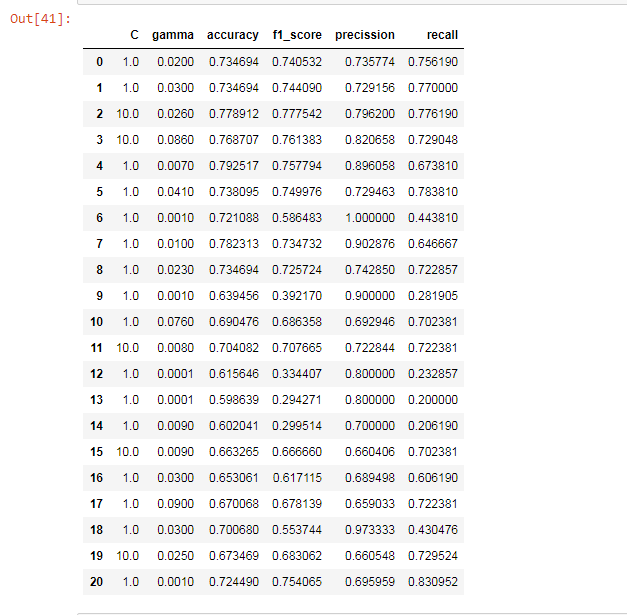 Out[41]:
C gamma accuracy f1_score precission recall
0 1.0 0.0200 0.734694 0.740532 0.735774 0.756190
1 1.0 0.0300 0.734694 0.744090 0.729156 0.770000
2 10.0 0.0260 0.778912 0.777542 0.796200 0.776190
3 10.0 0.0860 0.768707 0.761383 0.820658 0.729048
4 1.0 0.0070 0.792517 0.757794 0.896058 0.673810
5 1.0 0.0410 0.738095 0.749976 0.729463 0.783810
6 1.0 0.0010 0.721088 0.586483 1.000000 0.443810
7 1.0 0.0100 0.782313 0.734732 0.902876 0.646667
8 1.0 0.0230 0.734694 0.725724 0.742850 0.722857
9 1.0 0.0010 0.639456 0.392170 0.900000 0.281905
10 1.0 0.0760 0.690476 0.686358 0.692946 0.702381
11 10.0 0.0080 0.704082 0.707665 0.722844 0.722381
12 1.0 0.0001 0.615646 0.334407 0.800000 0.232857
13 1.0 0.0001 0.598639 0.294271 0.800000 0.200000
14 1.0 0.0090 0.602041 0.299514 0.700000 0.206190
15 10.0 0.0090 0.663265 0.666660 0.660406 0.702381
16 1.0 0.0300 0.653061 0.617115 0.689498 0.606190
17 1.0 0.0900 0.670068 0.678139 0.659033 0.722381
18 1.0 0.0300 0.700680 0.553744 0.973333 0.430476
19 10.0 0.0250 0.673469 0.683062 0.660548 0.729524
20 1.0 0.0010 0.724490 0.754065 0.695959 0.830952